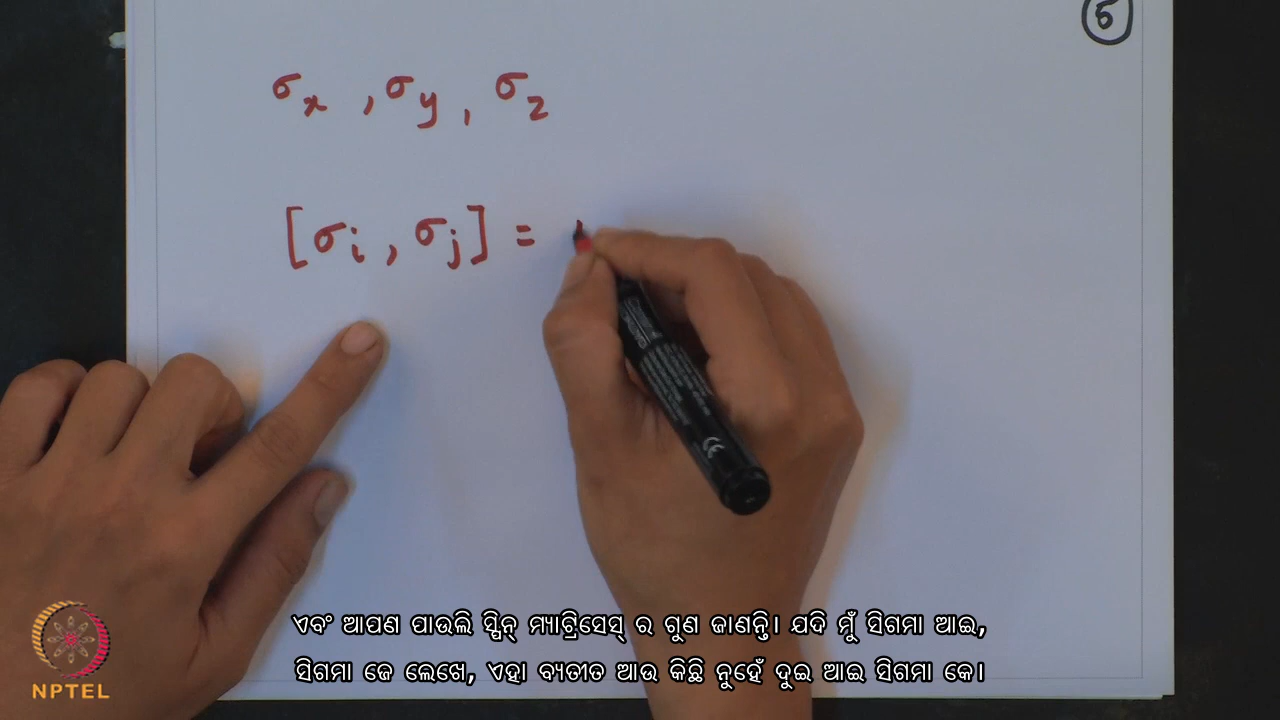 5
σx , σy , σz
[σi , σj] =
ଏବଂ ଆପଣ ପାଉଲି ସ୍ପିନ୍ ମ୍ୟାଟ୍ରିସେସ୍ ର ଗୁଣ ଜାଣନ୍ତି। ଯଦି ମୁଁ ସିଗମା ଆଇ,
ସିଗମା ଜେ ଲେଖେ, ଏହା ବ୍ୟତୀତ ଆଉ କିଛି ନୁହେଁ ଦୁଇ ଆଇ ସିଗମା କେ।
NPTEL